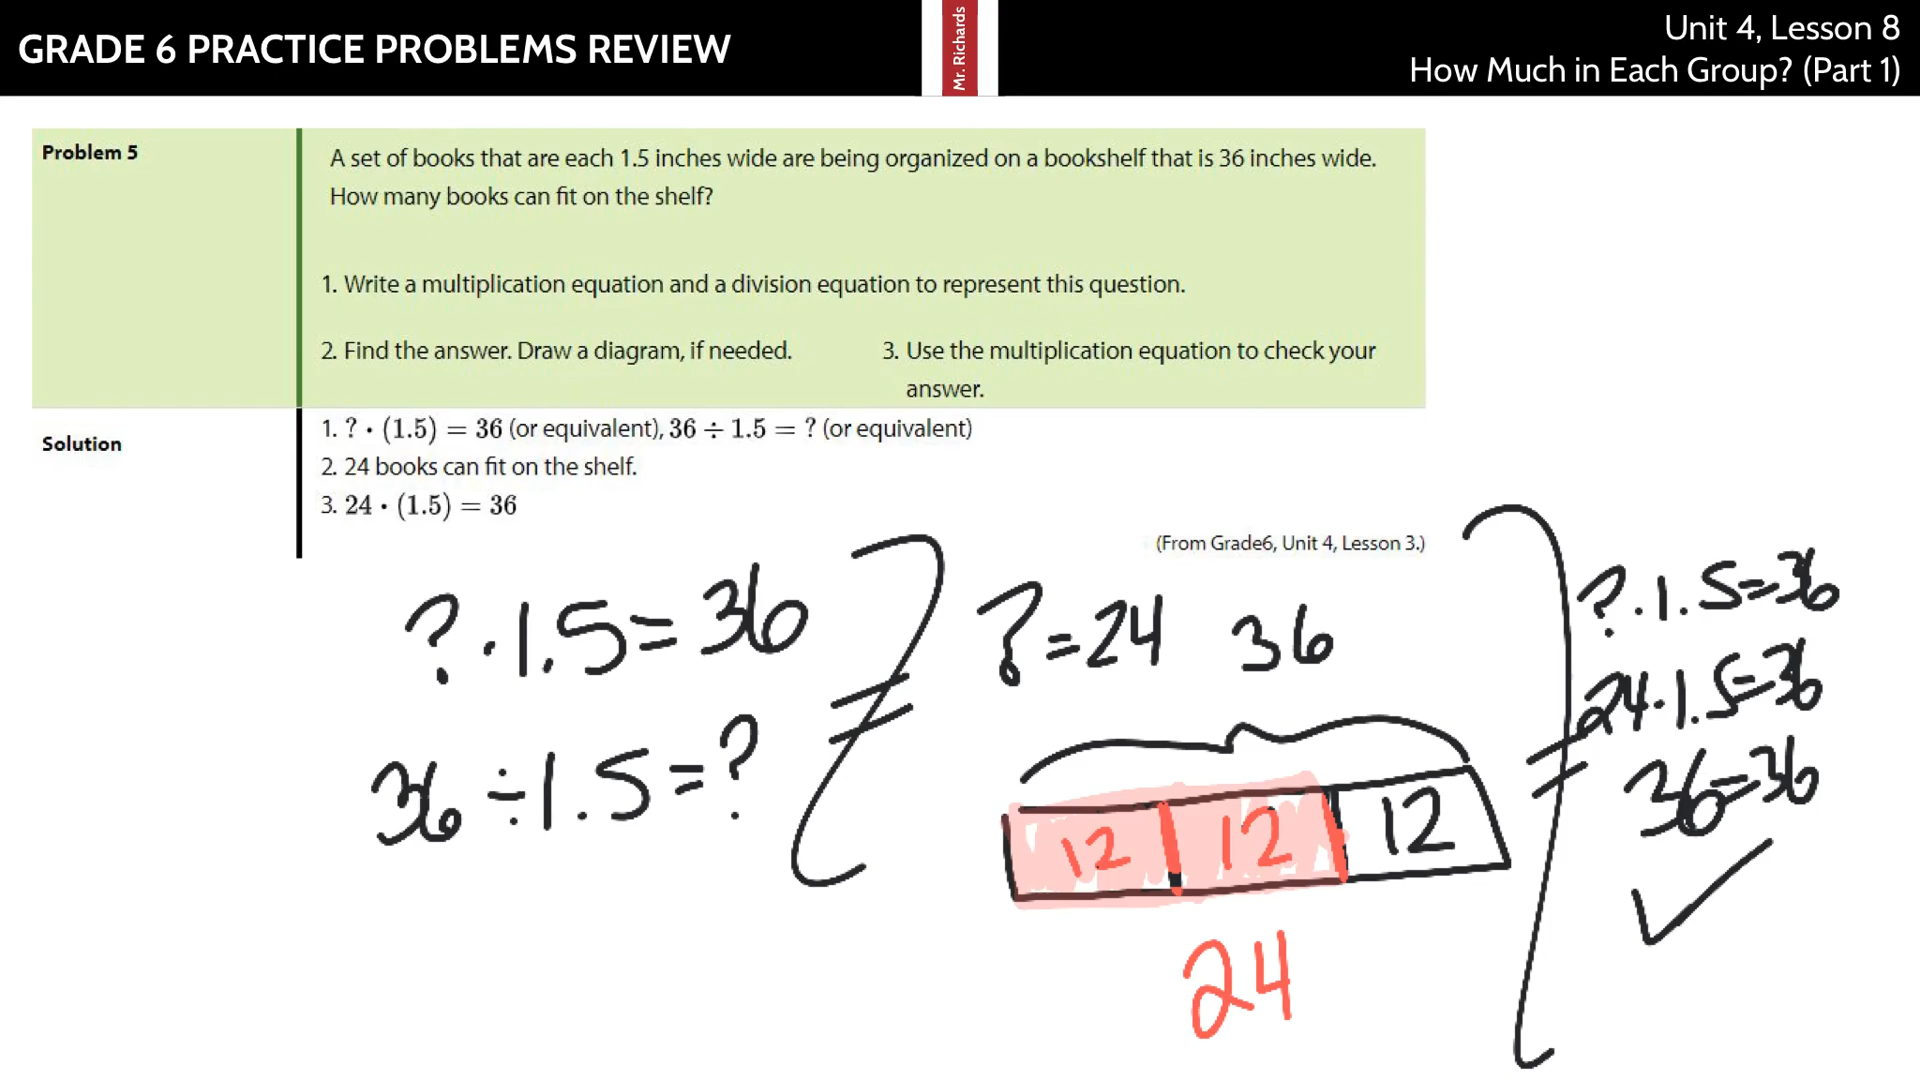 GRADE 6 PRACTICE PROBLEMS REVIEW
Mr. Richards
Unit 4, Lesson 8
How Much in Each Group? (Part 1)
Problem 5
A set of books that are each 1.5 inches wide are being organized on a bookshelf that is 36 inches wide.
How many books can fit on the shelf?
1. Write a multiplication equation and a division equation to represent this question.
2. Find the answer. Draw a diagram, if needed.
3. Use the multiplication equation to check your
answer.
Solution
1. ? · (1.5) = 36 (or equivalent), 36 ÷ 1.5 = ? (or equivalent)
2. 24 books can fit on the shelf.
3. 24 · (1.5) = 36
(From Grade6, Unit 4, Lesson 3.)
? · 1.5 = 36
36 ÷ 1.5 = ?
? = 24
36
12 12 12
24
? · 1.5 = 36
24 · 1.5 = 36
36 = 36